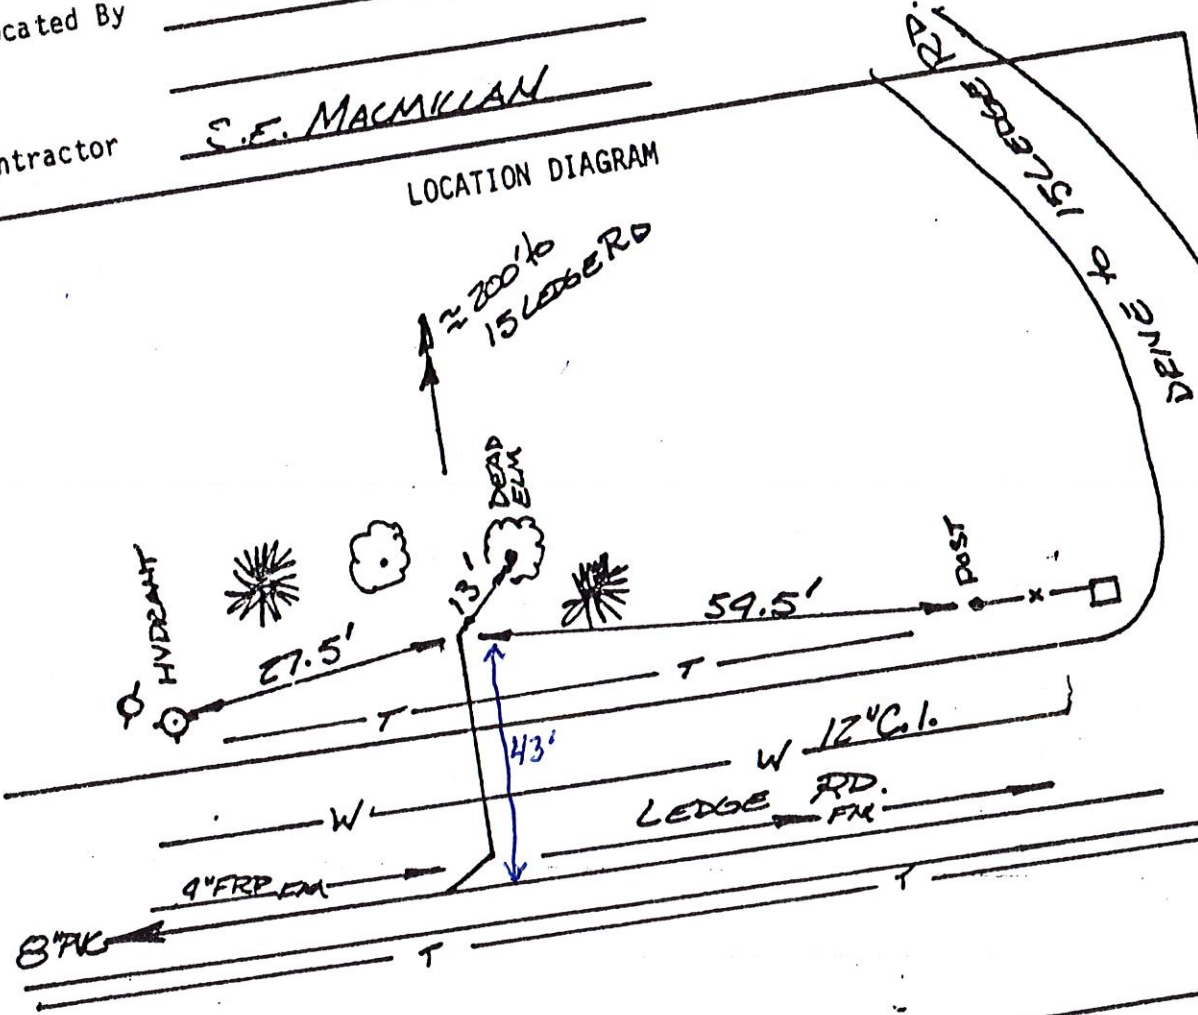 ocated By
ntractor S.E. MACMILLAN
LOCATION DIAGRAM
DRIVE to 15 LEDGE RD.
≈ 200' to
15 LEDGE RD
DEAD
ELM
HYDRANT
13'
POST
27.5'
59.5'
T
T
43'
W
W 12" C.I.
LEDGE RD.
FM
4" FRP FM
8" PVC
T
T